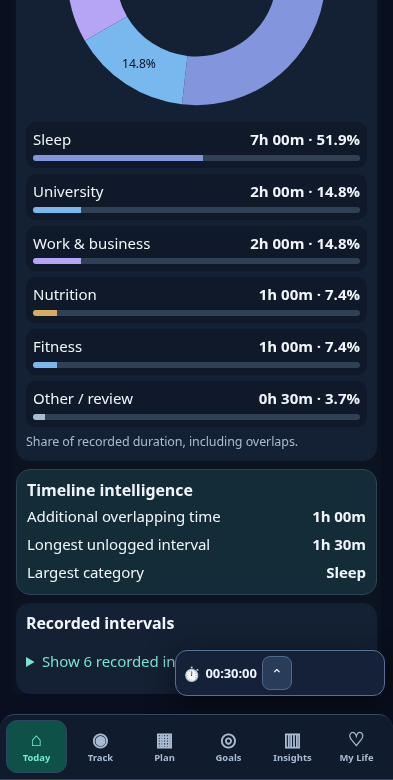 14.8%
Sleep 7h 00m · 51.9%
University 2h 00m · 14.8%
Work & business 2h 00m · 14.8%
Nutrition 1h 00m · 7.4%
Fitness 1h 00m · 7.4%
Other / review 0h 30m · 3.7%
Share of recorded duration, including overlaps.
Timeline intelligence
Additional overlapping time 1h 00m
Longest unlogged interval 1h 30m
Largest category Sleep
Recorded intervals
Show 6 recorded in
00:30:00
Today Track Plan Goals Insights My Life